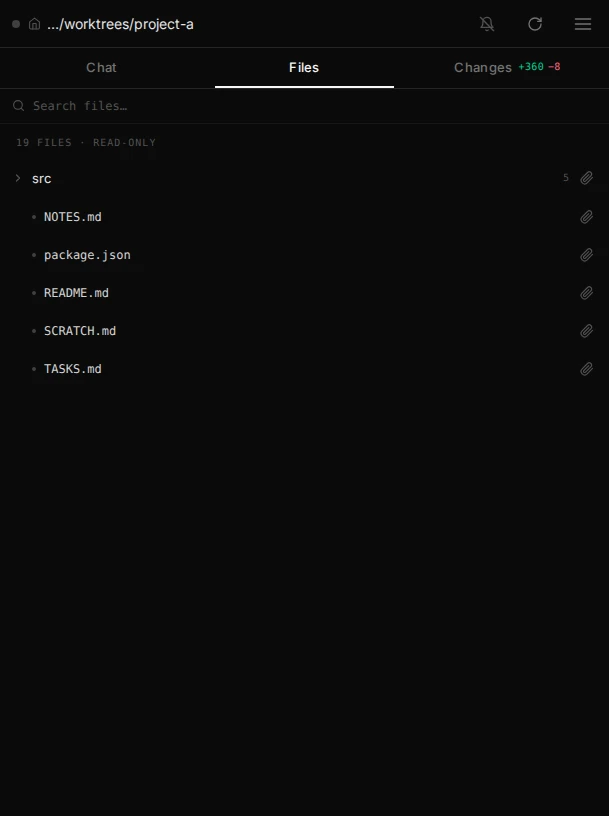 .../worktrees/project-a
Chat
Files
Changes +360 −8
Search files…
19 FILES · READ-ONLY
src 5
NOTES.md
package.json
README.md
SCRATCH.md
TASKS.md